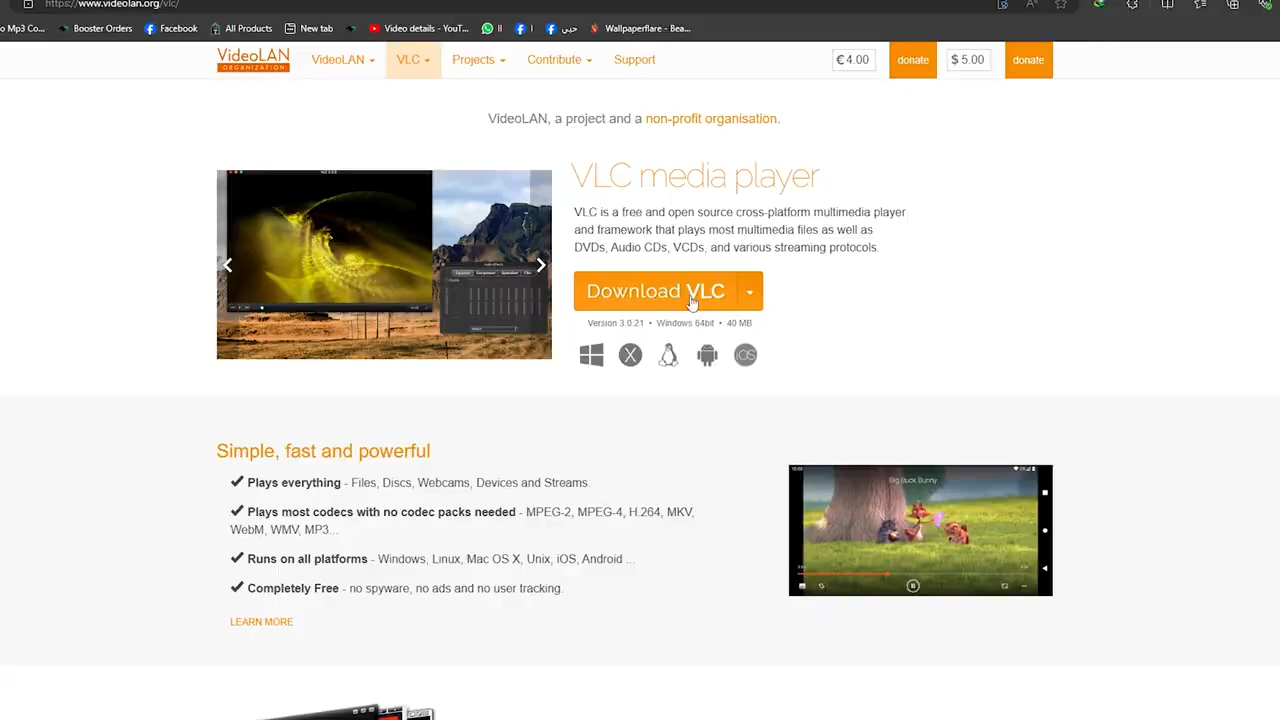 https://www.videolan.org/vlc/
o Mp3 Co... Booster Orders Facebook All Products New tab Video details - YouT... II I حبي Wallpaperflare - Bea...
VideoLAN
ORGANIZATION
VideoLAN VLC Projects Contribute Support € 4.00 donate $ 5.00 donate
VideoLAN, a project and a non-profit organisation.
VLC media player
VLC is a free and open source cross-platform multimedia player
and framework that plays most multimedia files as well as
DVDs, Audio CDs, VCDs, and various streaming protocols.
Download VLC
Version 3.0.21 • Windows 64bit • 40 MB
X iOS
Simple, fast and powerful
Plays everything - Files, Discs, Webcams, Devices and Streams.
Plays most codecs with no codec packs needed - MPEG-2, MPEG-4, H.264, MKV,
WebM, WMV, MP3...
Runs on all platforms - Windows, Linux, Mac OS X, Unix, iOS, Android ...
Completely Free - no spyware, no ads and no user tracking.
LEARN MORE
Big Buck Bunny